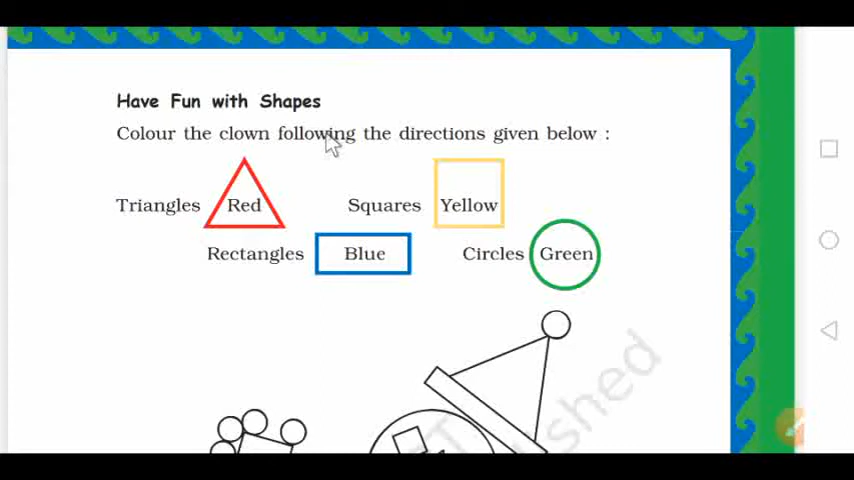 Have Fun with Shapes
Colour the clown following the directions given below :
Triangles Red Squares Yellow
Rectangles Blue Circles Green